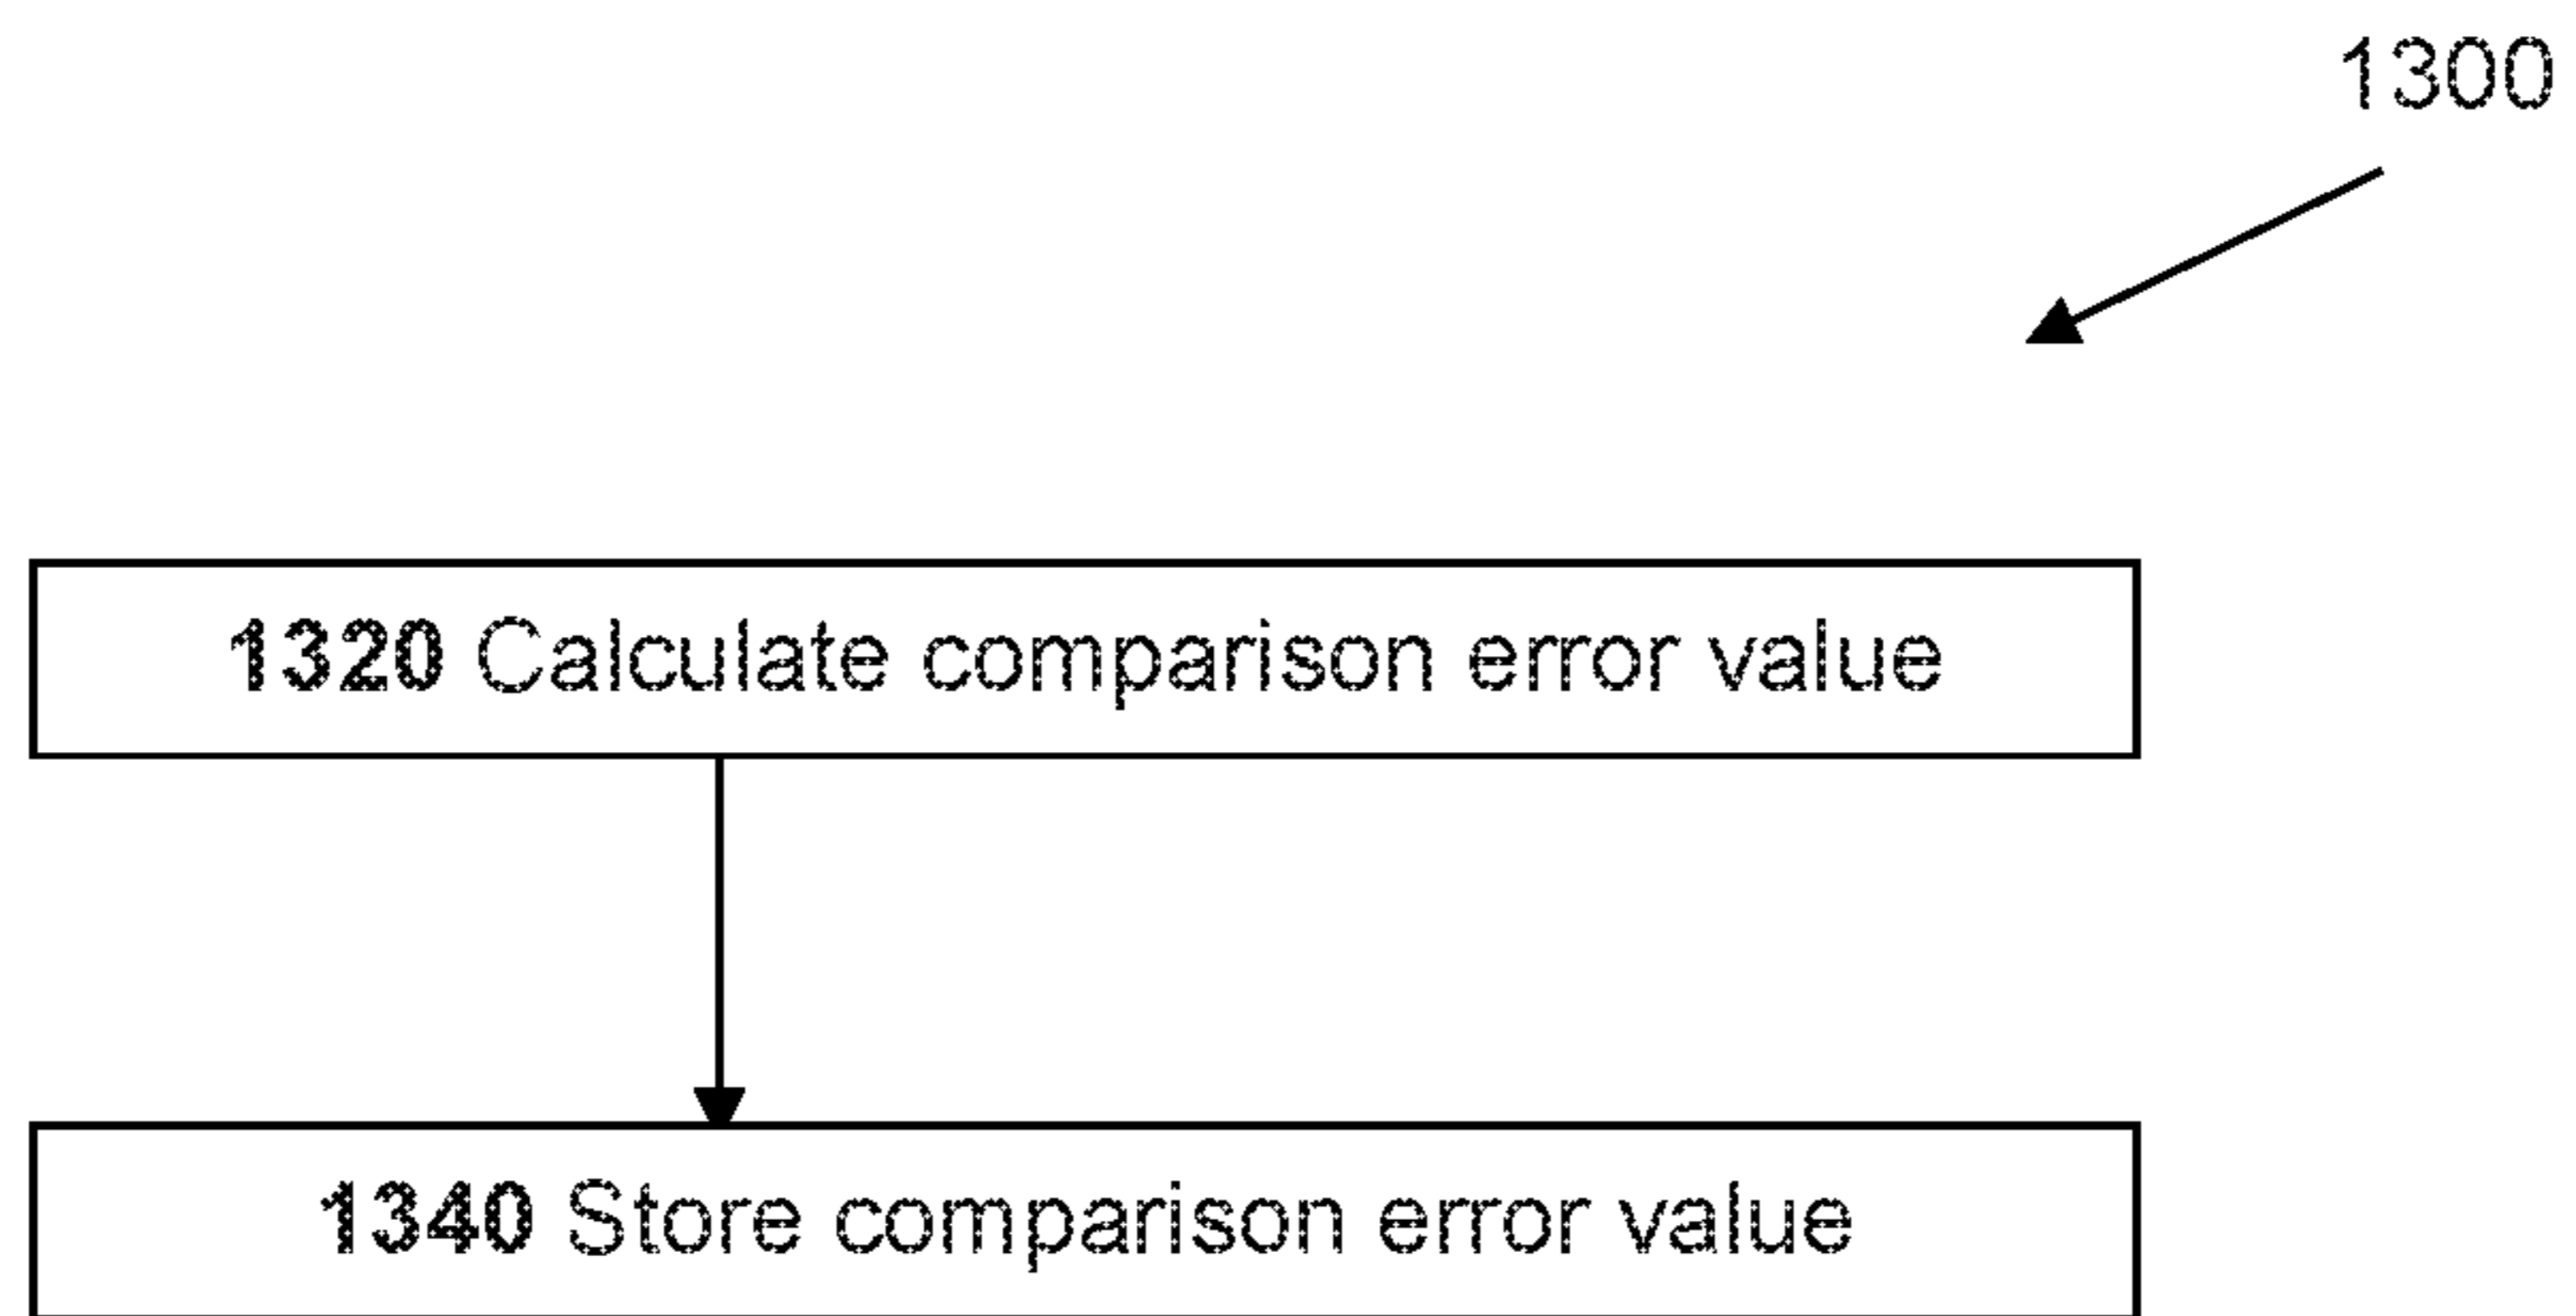 1300
1320 Calculate comparison error value
1340 Store comparison error value